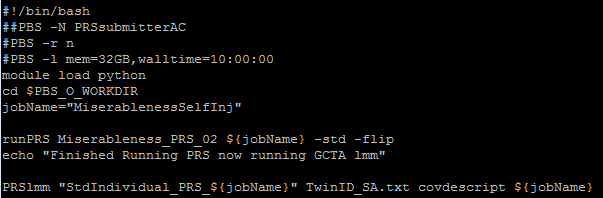 #!/bin/bash
##PBS -N PRSsubmitterAC
#PBS -r n
#PBS -l mem=32GB,walltime=10:00:00
module load python
cd $PBS_O_WORKDIR
jobName="MiserablenessSelfInj"
runPRS Miserableness_PRS_02 ${jobName} -std -flip
echo "Finished Running PRS now running GCTA lmm"
PRSlmm "StdIndividual_PRS_${jobName}" TwinID_SA.txt covdescript ${jobName}